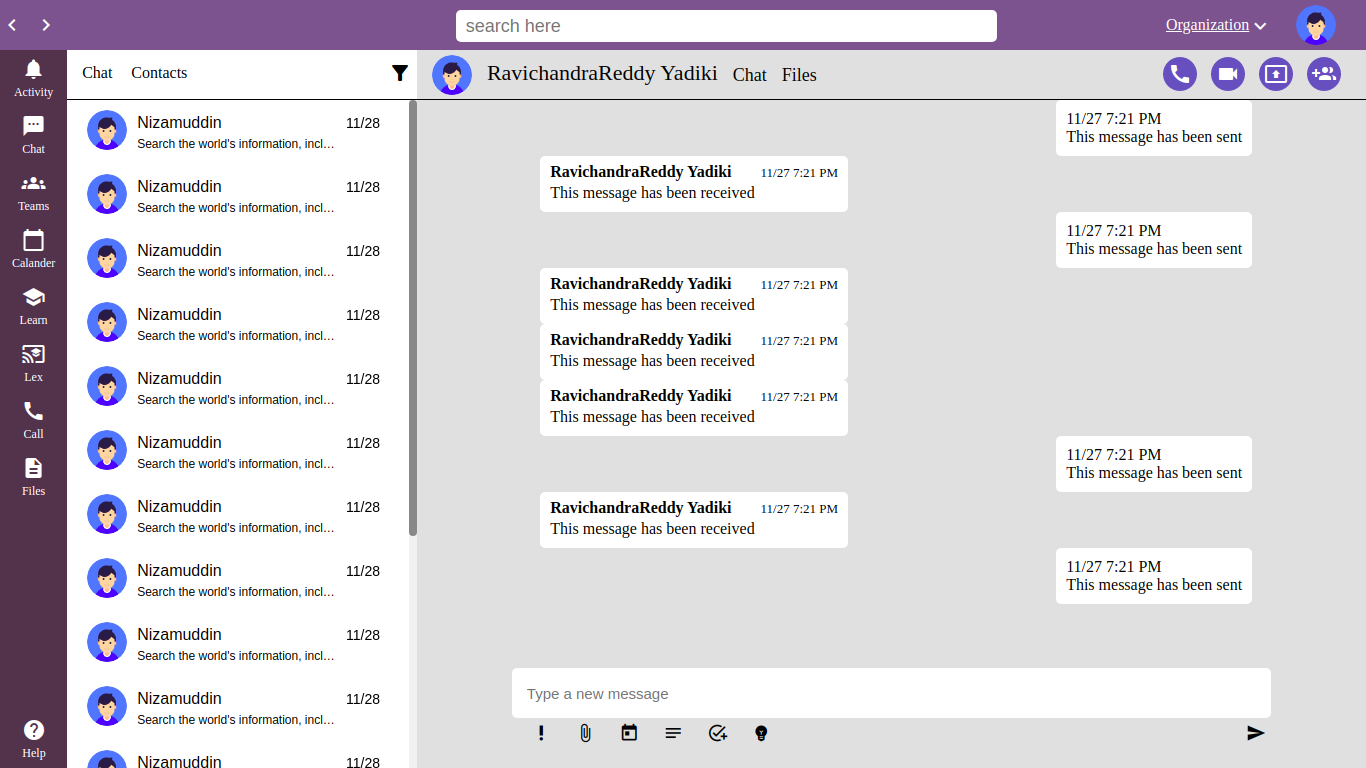 search here
Organization
Activity
Chat
Teams
Calander
Learn
Lex
Call
Files
Help
Chat Contacts
Nizamuddin 11/28
Search the world's information, incl…
Nizamuddin 11/28
Search the world's information, incl…
Nizamuddin 11/28
Search the world's information, incl…
Nizamuddin 11/28
Search the world's information, incl…
Nizamuddin 11/28
Search the world's information, incl…
Nizamuddin 11/28
Search the world's information, incl…
Nizamuddin 11/28
Search the world's information, incl…
Nizamuddin 11/28
Search the world's information, incl…
Nizamuddin 11/28
Search the world's information, incl…
Nizamuddin 11/28
Search the world's information, incl…
Nizamuddin 11/28
RavichandraReddy Yadiki Chat Files
11/27 7:21 PM
This message has been sent
RavichandraReddy Yadiki 11/27 7:21 PM
This message has been received
11/27 7:21 PM
This message has been sent
RavichandraReddy Yadiki 11/27 7:21 PM
This message has been received
RavichandraReddy Yadiki 11/27 7:21 PM
This message has been received
RavichandraReddy Yadiki 11/27 7:21 PM
This message has been received
11/27 7:21 PM
This message has been sent
RavichandraReddy Yadiki 11/27 7:21 PM
This message has been received
11/27 7:21 PM
This message has been sent
Type a new message